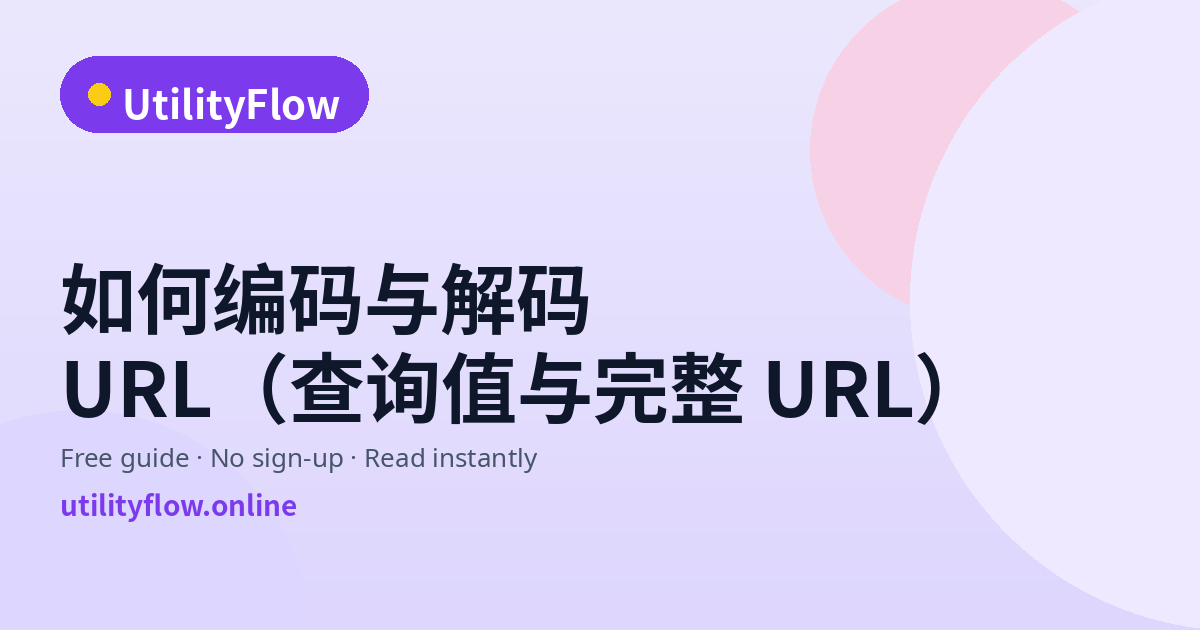 UtilityFlow
如何编码与解码
URL（查询值与完整 URL）
Free guide · No sign-up · Read instantly
utilityflow.online